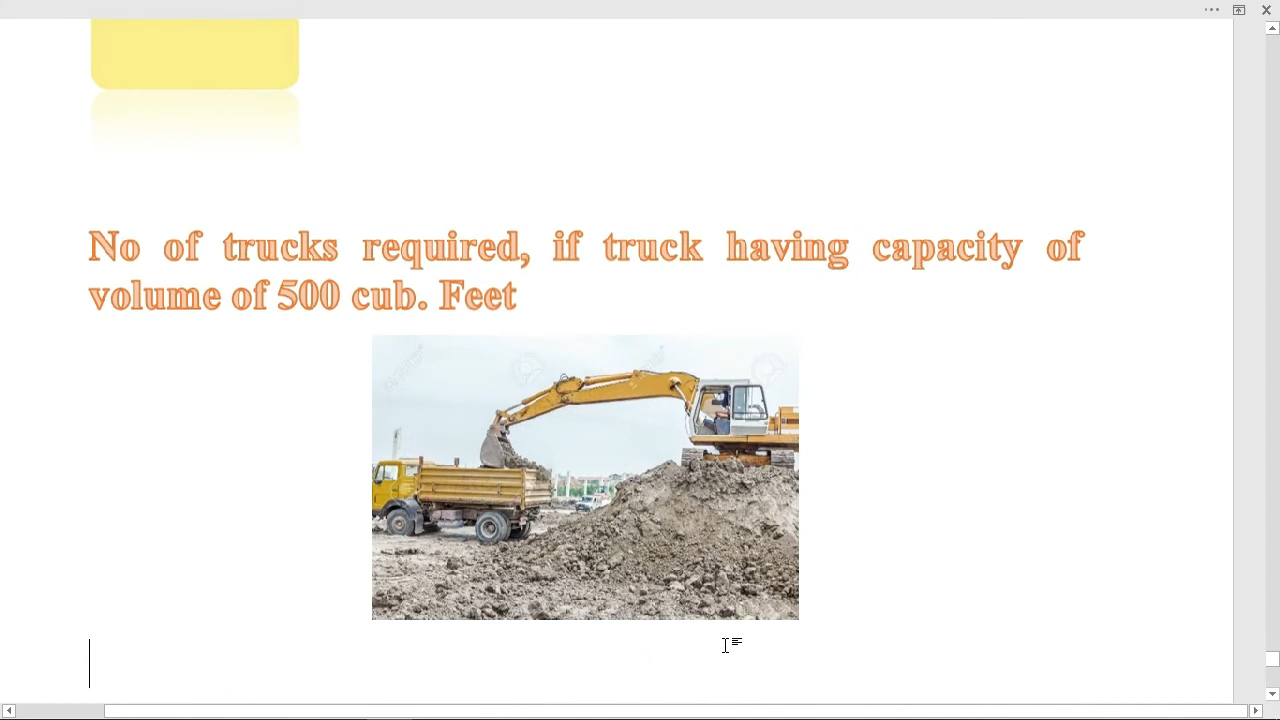 No of trucks required, if truck having capacity of
volume of 500 cub. Feet